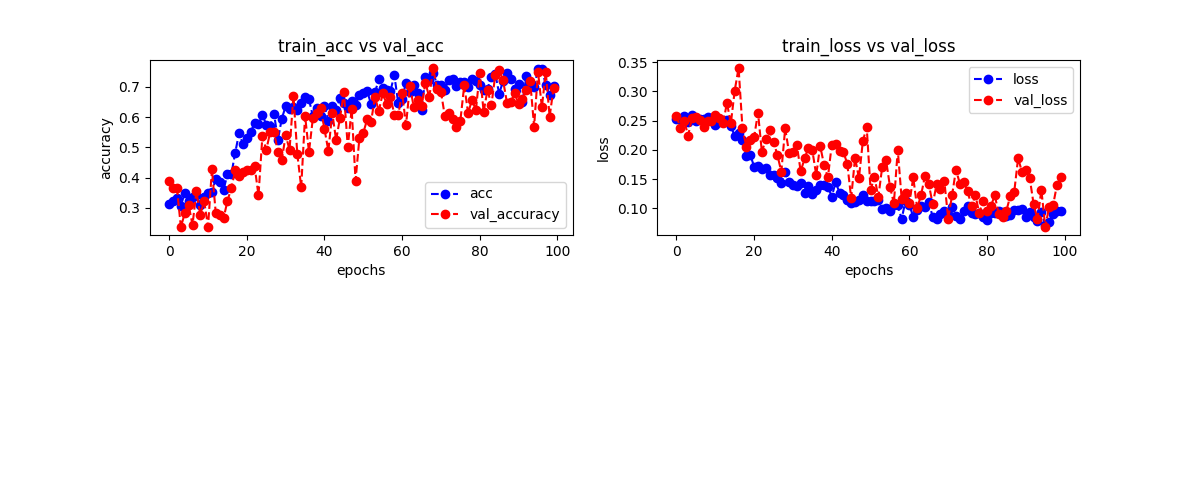 train_acc vs val_acc
accuracy
0.7
0.6
0.5
0.4
0.3
acc
val_accuracy
0 20 40 60 80 100
epochs
train_loss vs val_loss
loss
0.35
0.30
0.25
0.20
0.15
0.10
loss
val_loss
0 20 40 60 80 100
epochs